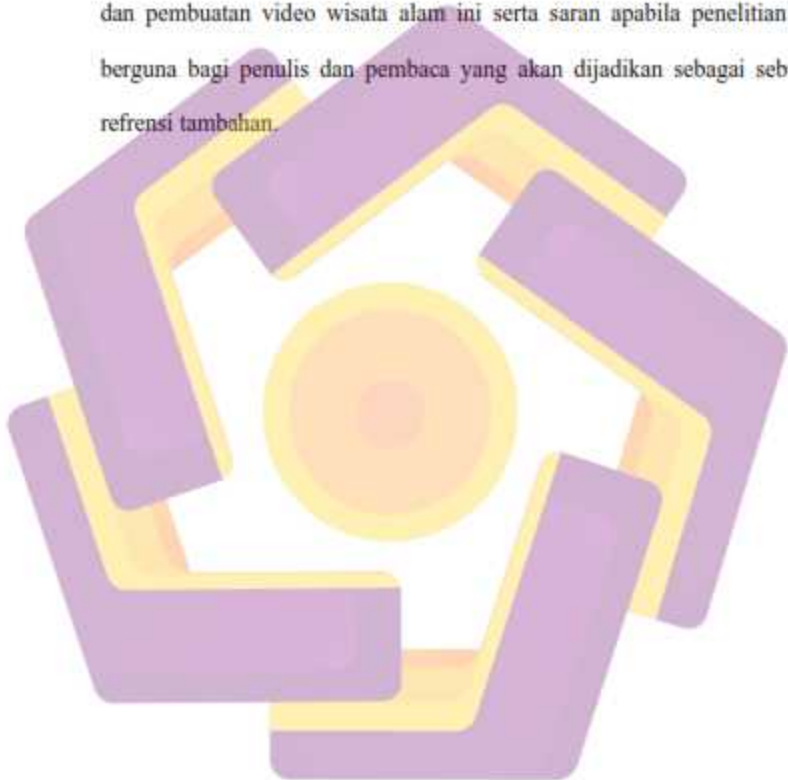 dan pembuatan video wisata alam ini serta saran apabila penelitian
berguna bagi penulis dan pembaca yang akan dijadikan sebagai seb
refrensi tambahan.